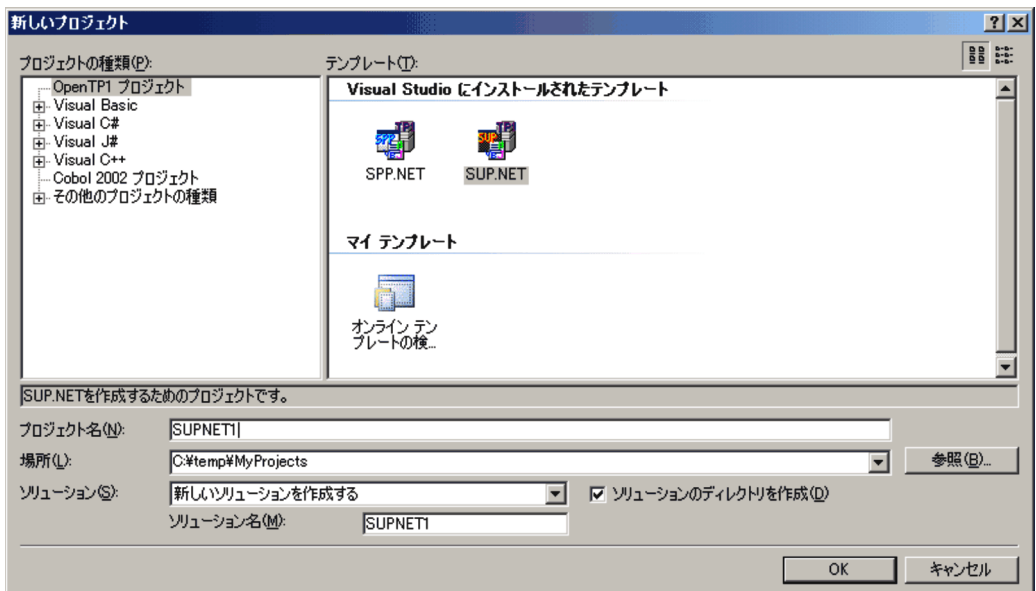 新しいプロジェクト
プロジェクトの種類(P):
テンプレート(T):
OpenTP1 プロジェクト
Visual Basic
Visual C#
Visual J#
Visual C++
Cobol 2002 プロジェクト
その他のプロジェクトの種類
Visual Studio にインストールされたテンプレート
SPP.NET
SUP.NET
マイ テンプレート
オンライン テン
プレートの検...
SUP.NETを作成するためのプロジェクトです。
プロジェクト名(N):
SUPNET1
場所(L):
C:¥temp¥MyProjects
参照(B)...
ソリューション(S):
新しいソリューションを作成する
ソリューションのディレクトリを作成(D)
ソリューション名(M):
SUPNET1
OK
キャンセル